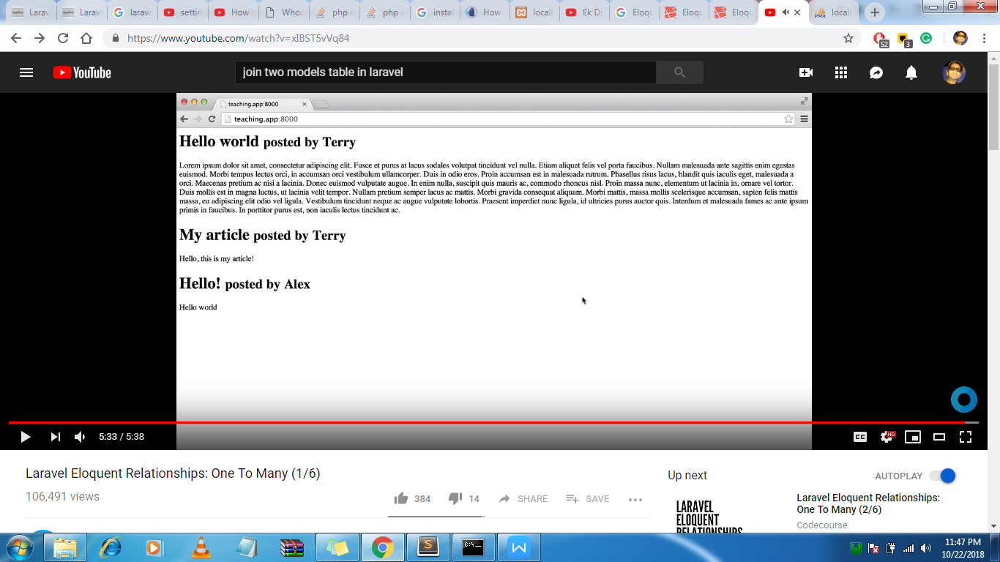 Larav
Larav
larave
settin
How t
Whoo
php -
php -
instal
How
locall
Ek Di
Eloqu
Eloqu
Eloqu
PMA
locall
https://www.youtube.com/watch?v=xIBST5vVq84
52
3
YouTube
join two models table in laravel
teaching.app:8000
teaching.app:8000
Hello world posted by Terry
Lorem ipsum dolor sit amet, consectetur adipiscing elit. Fusce et purus at lacus sodales volutpat tincidunt vel nulla. Etiam aliquet felis vel porta faucibus. Nullam malesuada ante sagittis enim egestas
euismod. Morbi tempus lectus orci, in accumsan orci vestibulum ullamcorper. Duis in odio eros. Proin accumsan est in malesuada rutrum. Phasellus risus lacus, blandit quis iaculis eget, malesuada a
orci. Maecenas pretium ac nisi a lacinia. Donec euismod vulputate augue. In enim nulla, suscipit quis mauris ac, commodo rhoncus nisl. Proin massa nunc, elementum ut lacinia in, ornare vel tortor.
Duis mollis est in magna luctus, ut lacinia velit tempor. Nullam pretium semper lacus ac mattis. Morbi gravida consequat aliquam. Morbi mattis, massa mollis scelerisque accumsan, sapien felis mattis
massa, eu adipiscing elit odio vel ligula. Vestibulum tincidunt neque ac augue vulputate lobortis. Praesent imperdiet nunc ligula, id ultricies purus auctor quis. Interdum et malesuada fames ac ante ipsum
primis in faucibus. In porttitor purus est, non iaculis lectus tincidunt ac.
My article posted by Terry
Hello, this is my article!
Hello! posted by Alex
Hello world
5:33 / 5:38
CC
HD
Laravel Eloquent Relationships: One To Many (1/6)
106,491 views
384
14
SHARE
SAVE
Up next
AUTOPLAY
LARAVEL
ELOQUENT
RELATIONSHIPS
Laravel Eloquent Relationships:
One To Many (2/6)
Codecourse
11:47 PM
10/22/2018